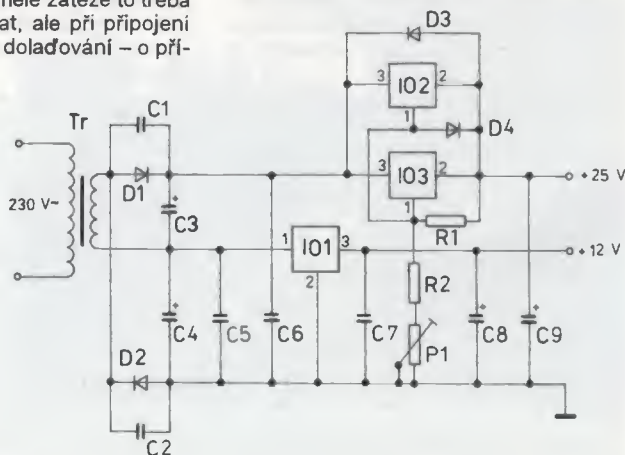 mele zátěže to třeba
at, ale při připojení
dolaďování – o pří-
D3
3 IO2 2
1
C1
Tr
D4
D1
3 IO3 2
+25 V
230 V~
C3
+
1
R1
1 IO1 3
+12 V
2
R2
C4
+
C5
C6
C7
P1
C8
+
C9
+
D2
C2